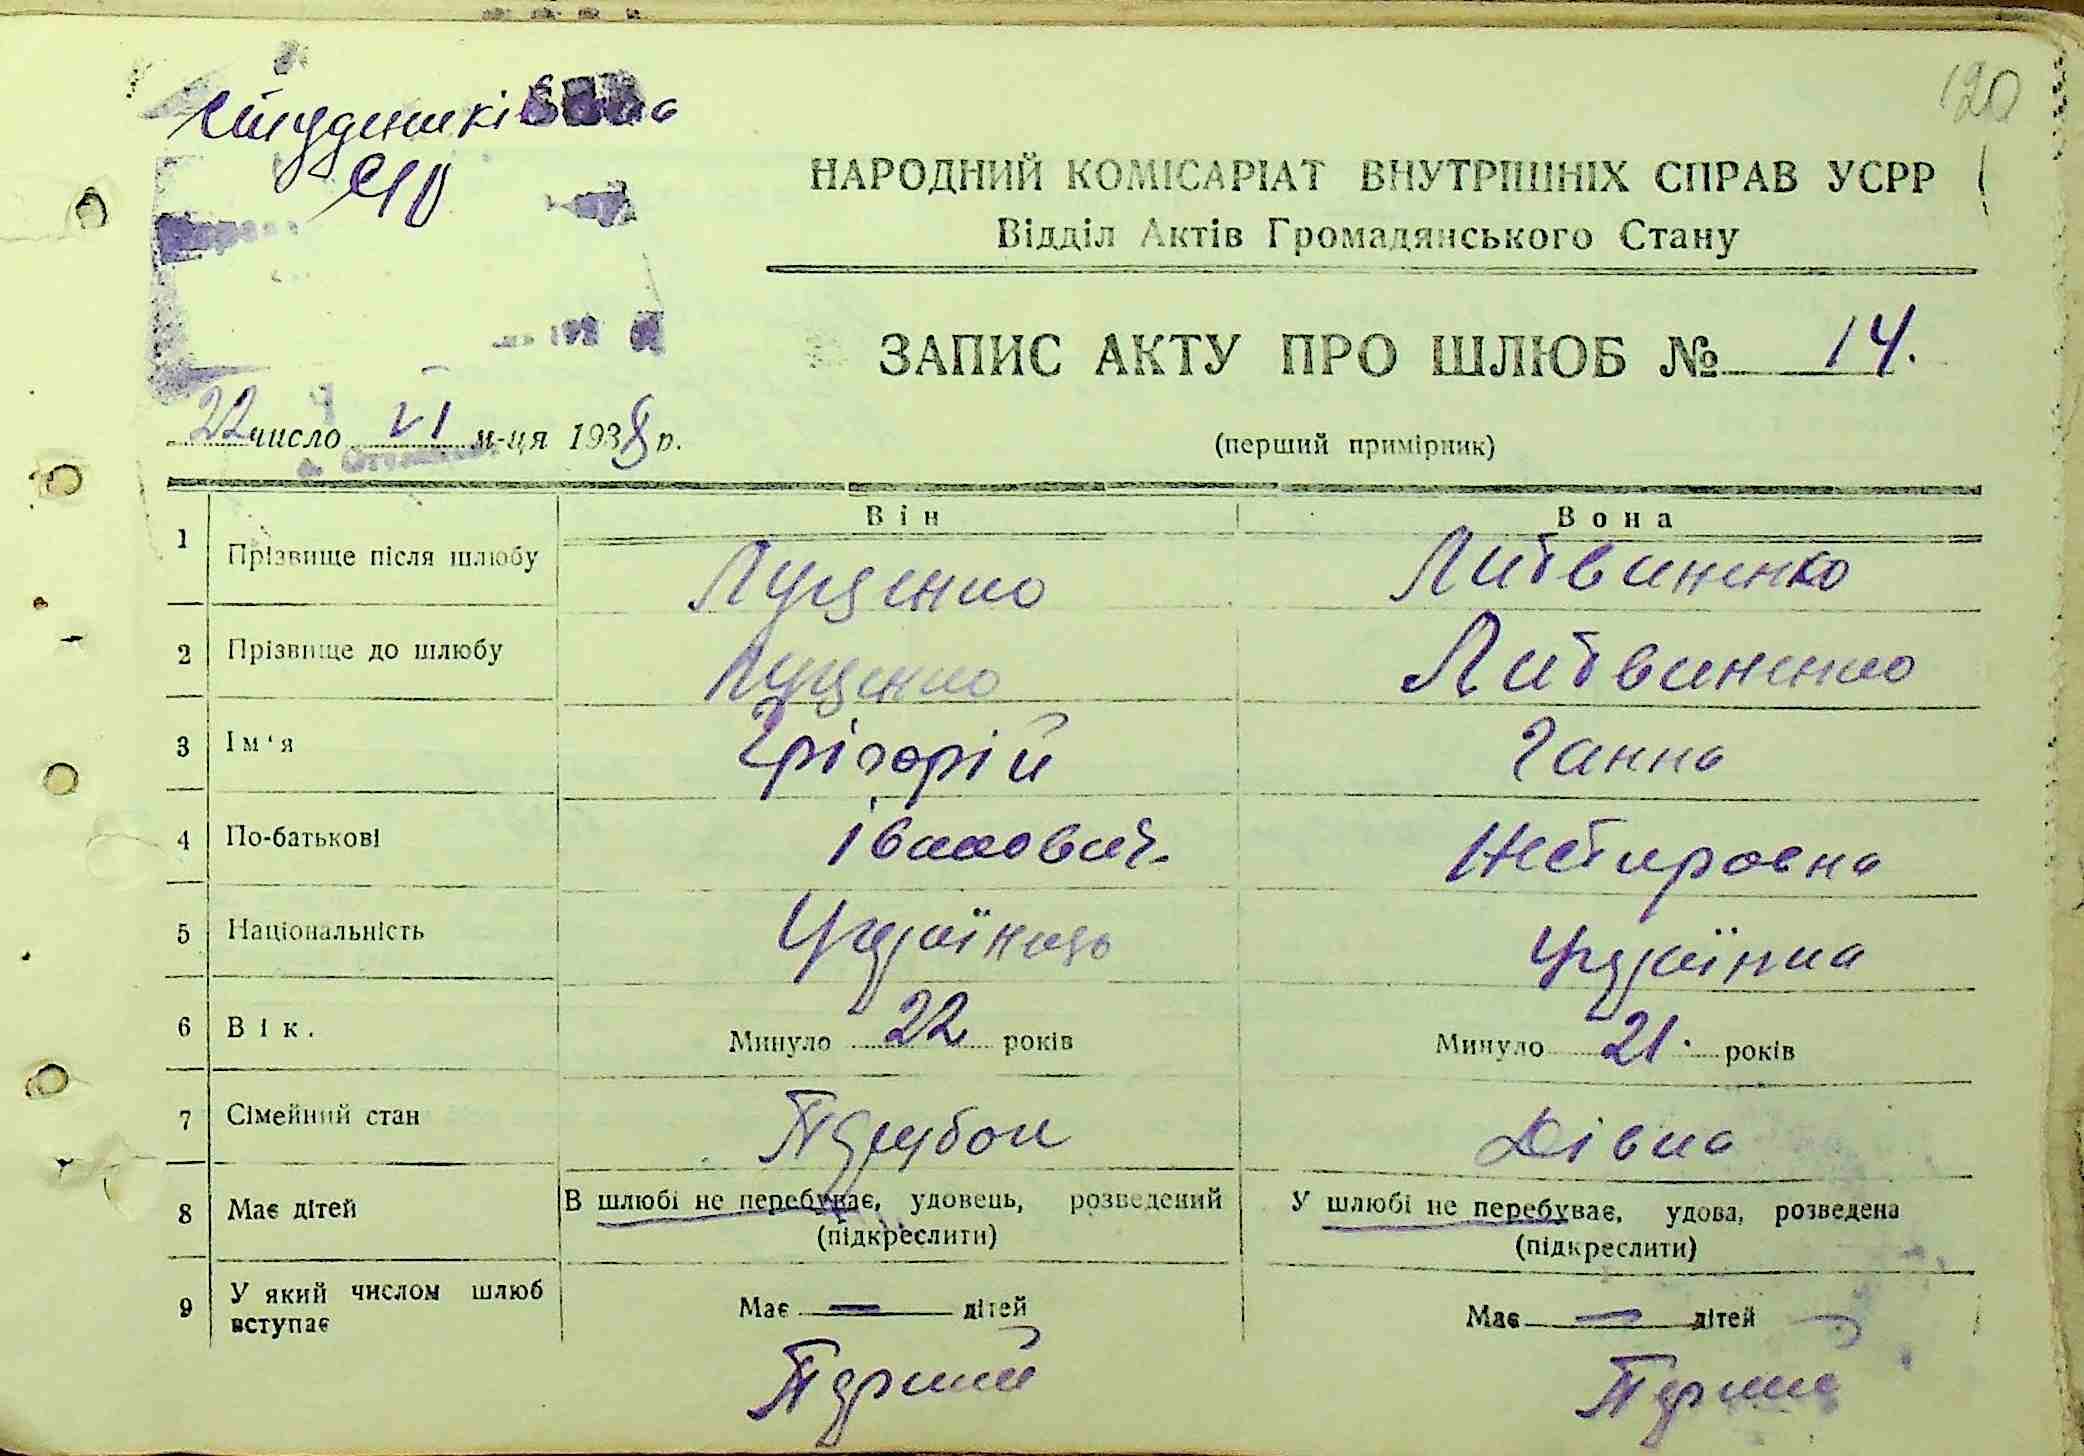 120
НАРОДНИЙ КОМІСАРІАТ ВНУТРІШНІХ СПРАВ УСРР
Відділ Актів Громадянського Стану
ЗАПИС АКТУ ПРО ШЛЮБ № 14.
22 число VI м-ця 1938 р.
(перший примірник)
Він Вона
1 Прізвище після шлюбу Луценко Литвиненко
2 Прізвище до шлюбу Луценко Литвиненко
3 Ім‘я Грігорій Ганна
4 По-батькові Іванович.
5 Національність Українець Українка
6 Вік. Минуло 22 років Минуло 21. років
7 Сімейний стан Дівка
8 Має дітей В шлюбі не перебуває, удовець, розведений У шлюбі не перебуває, удова, розведена
(підкреслити) (підкреслити)
9 У який числом шлюб вступає Має — дітей Має — дітей